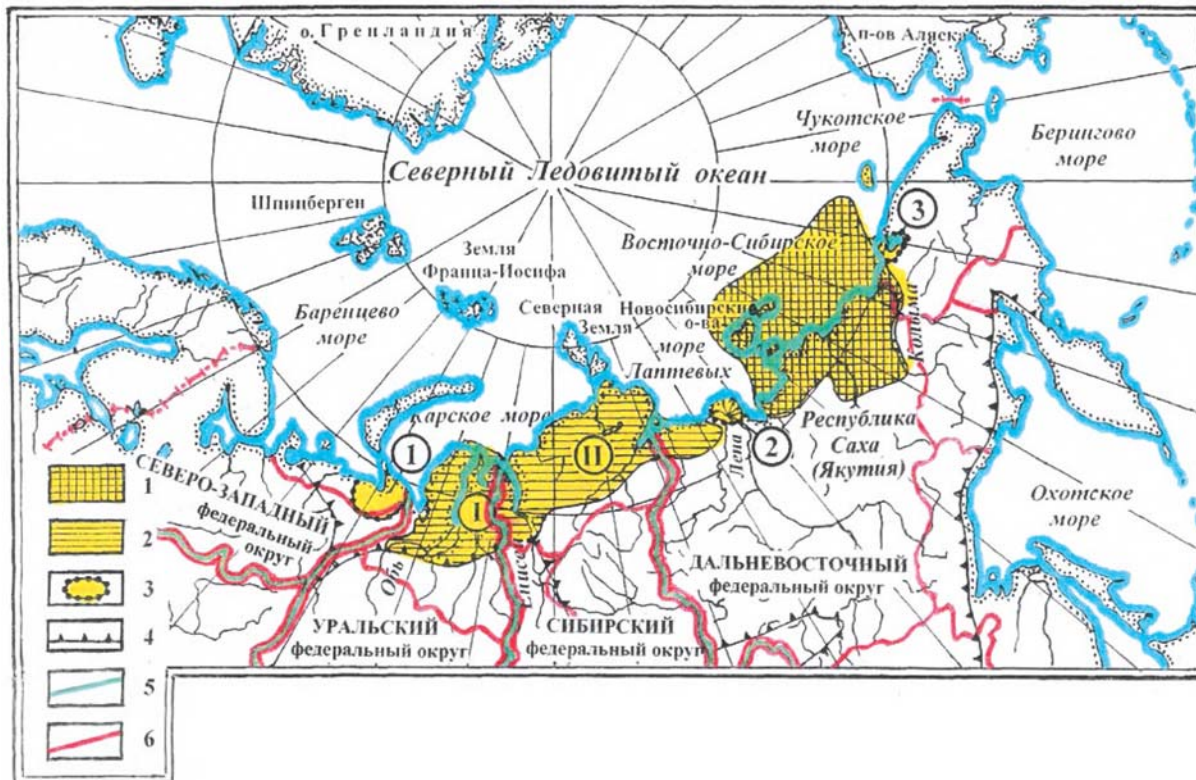 о. Гренландия
п-ов Аляска
Чукотское
море
Берингово
море
Северный Ледовитый океан
Шпицберген
3
Земля
Франца-Иосифа
Восточно-Сибирское
море
Северная
Земля
Новосибирские
о-ва
Баренцево
море
море
Лаптевых
Колыма
Карское море
1
II
Лена
2
Республика
Саха
(Якутия)
I
Охотское
море
СЕВЕРО-ЗАПАДНЫЙ
федеральный
округ
Обь
Енисей
ДАЛЬНЕВОСТОЧНЫЙ
федеральный округ
УРАЛЬСКИЙ
федеральный округ
СИБИРСКИЙ
федеральный округ
1
2
3
4
5
6